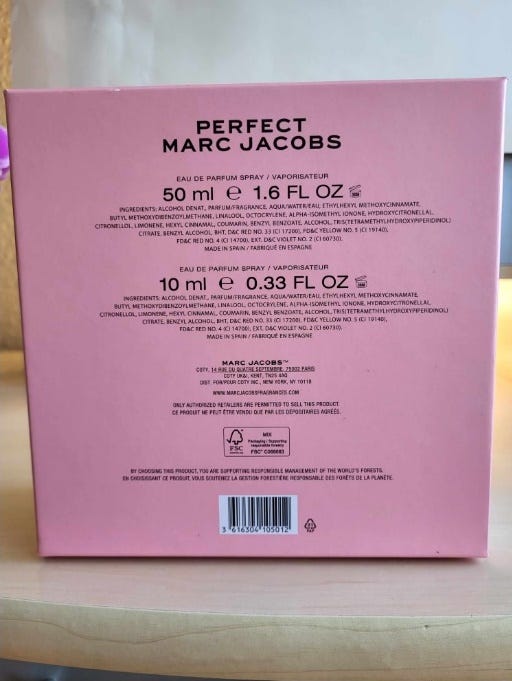 PERFECT
MARC JACOBS
EAU DE PARFUM SPRAY / VAPORISATEUR
50 ml ℮ 1.6 FL OZ
INGREDIENTS: ALCOHOL DENAT., PARFUM/FRAGRANCE, AQUA/WATER/EAU, ETHYLHEXYL METHOXYCINNAMATE,
BUTYL METHOXYDIBENZOYLMETHANE, LINALOOL, OCTOCRYLENE, ALPHA-ISOMETHYL IONONE, HYDROXYCITRONELLAL,
CITRONELLOL, LIMONENE, HEXYL CINNAMAL, COUMARIN, BENZYL BENZOATE, ALCOHOL, TRIS(TETRAMETHYLHYDROXYPIPERIDINOL)
CITRATE, BENZYL ALCOHOL, BHT, D&C RED NO. 33 (CI 17200), FD&C YELLOW NO. 5 (CI 19140),
FD&C RED NO. 4 (CI 14700), EXT. D&C VIOLET NO. 2 (CI 60730).
MADE IN SPAIN / FABRIQUÉ EN ESPAGNE
EAU DE PARFUM SPRAY / VAPORISATEUR
10 ml ℮ 0.33 FL OZ
INGREDIENTS: ALCOHOL DENAT., PARFUM/FRAGRANCE, AQUA/WATER/EAU, ETHYLHEXYL METHOXYCINNAMATE,
BUTYL METHOXYDIBENZOYLMETHANE, LINALOOL, OCTOCRYLENE, ALPHA-ISOMETHYL IONONE, HYDROXYCITRONELLAL,
CITRONELLOL, LIMONENE, HEXYL CINNAMAL, COUMARIN, BENZYL BENZOATE, ALCOHOL, TRIS(TETRAMETHYLHYDROXYPIPERIDINOL)
CITRATE, BENZYL ALCOHOL, BHT, D&C RED NO. 33 (CI 17200), FD&C YELLOW NO. 5 (CI 19140),
FD&C RED NO. 4 (CI 14700), EXT. D&C VIOLET NO. 2 (CI 60730).
MADE IN SPAIN / FABRIQUÉ EN ESPAGNE
MARC JACOBS™
COTY, 14 RUE DU QUATRE SEPTEMBRE, 75002 PARIS
COTY UK&I, KENT, TN25 4AQ
DIST. FOR/POUR COTY INC., NEW YORK, NY 10118
WWW.MARCJACOBSFRAGRANCES.COM
ONLY AUTHORIZED RETAILERS ARE PERMITTED TO SELL THIS PRODUCT.
CE PRODUIT NE PEUT ÊTRE VENDU QUE PAR LES DÉPOSITAIRES AGRÉÉS.
FSC
MIX
Packaging | Supporting
responsible forestry
BY CHOOSING THIS PRODUCT, YOU ARE SUPPORTING RESPONSIBLE MANAGEMENT OF THE WORLD'S FORESTS.
EN CHOISISSANT CE PRODUIT, VOUS SOUTENEZ LA GESTION FORESTIÈRE RESPONSABLE DES FORÊTS DE LA PLANÈTE.
3 616304 105012